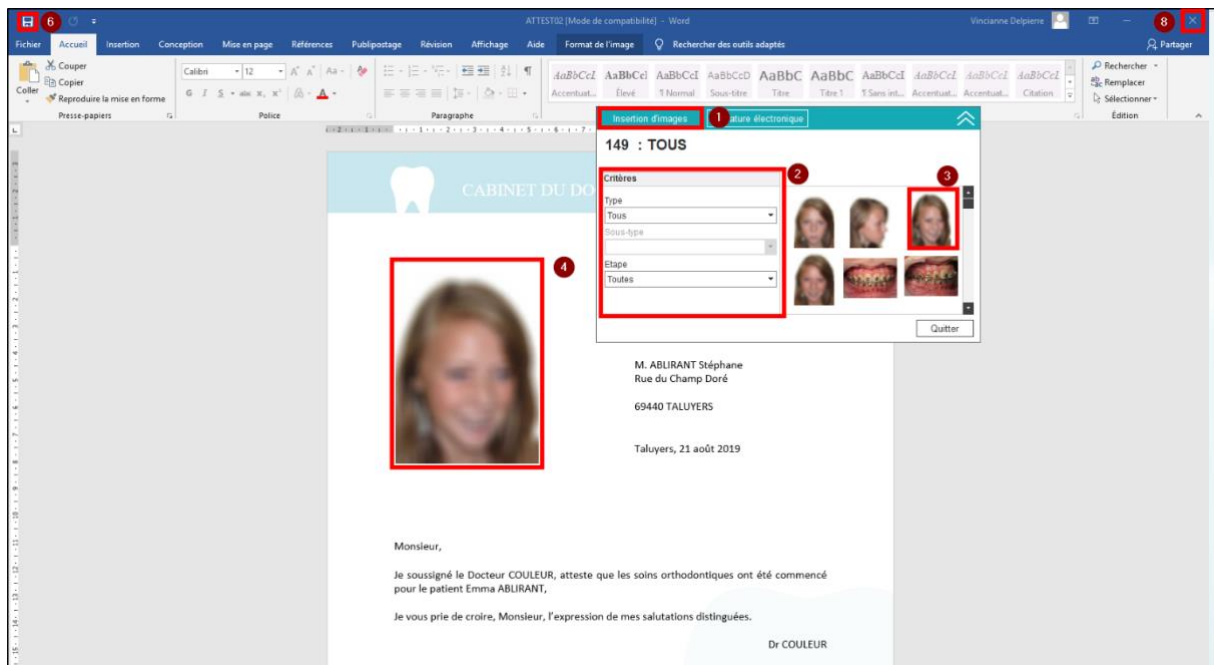 6
ATTEST02 [Mode de compatibilité] - Word
Vincianne Delpierre
8
Fichier Accueil Insertion Conception Mise en page Références Publipostage Révision Affichage Aide Format de l'image Rechercher des outils adaptés Partager
Coller
Couper
Copier
Reproduire la mise en forme
Presse-papiers
Calibri 12
G I S abc x, x²
Police
Paragraphe
AaBbCcI AaBbCcI AaBbCcI AaBbCcD AaBbC AaBbC AaBbCcI AaBbCcI AaBbCcI AaBbCcI
Accentuat... Élevé ¶ Normal Sous-titre Titre Titre 1 ¶ Sans int... Accentuat... Accentuat... Citation
Rechercher
Remplacer
Sélectionner
Édition
Insertion d'images 1 électronique
149 : TOUS
Critères 2 3
Type
Tous
Sous-type
Etape
Toutes
Quitter
CABINET DU
4
M. ABLIRANT Stéphane
Rue du Champ Doré
69440 TALUYERS
Taluyers, 21 août 2019
Monsieur,
Je soussigné le Docteur COULEUR, atteste que les soins orthodontiques ont été commencé
pour le patient Emma ABLIRANT,
Je vous prie de croire, Monsieur, l'expression de mes salutations distinguées.
Dr COULEUR